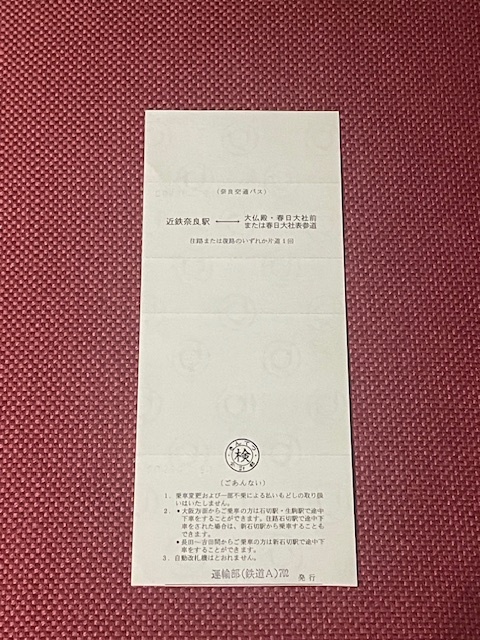 (奈良交通バス)
近鉄奈良駅 ←→ 大仏殿・春日大社前
または春日大社表参道
往路または復路のいずれか片道1回
検
(ごあんない)
1. 乗車変更および一部不乗による払いもどしの取り扱
いはいたしません。
2. •大阪方面からご乗車の方は石切駅・生駒駅で途中
下車をすることができます。往路石切駅で途中下
車をされた場合は、新石切駅から乗車することも
できます。
•長田〜吉田間からご乗車の方は新石切駅で途中下
車をすることができます。
3. 自動改札機はとおれません。
運輸部(鉄道A)702 発行